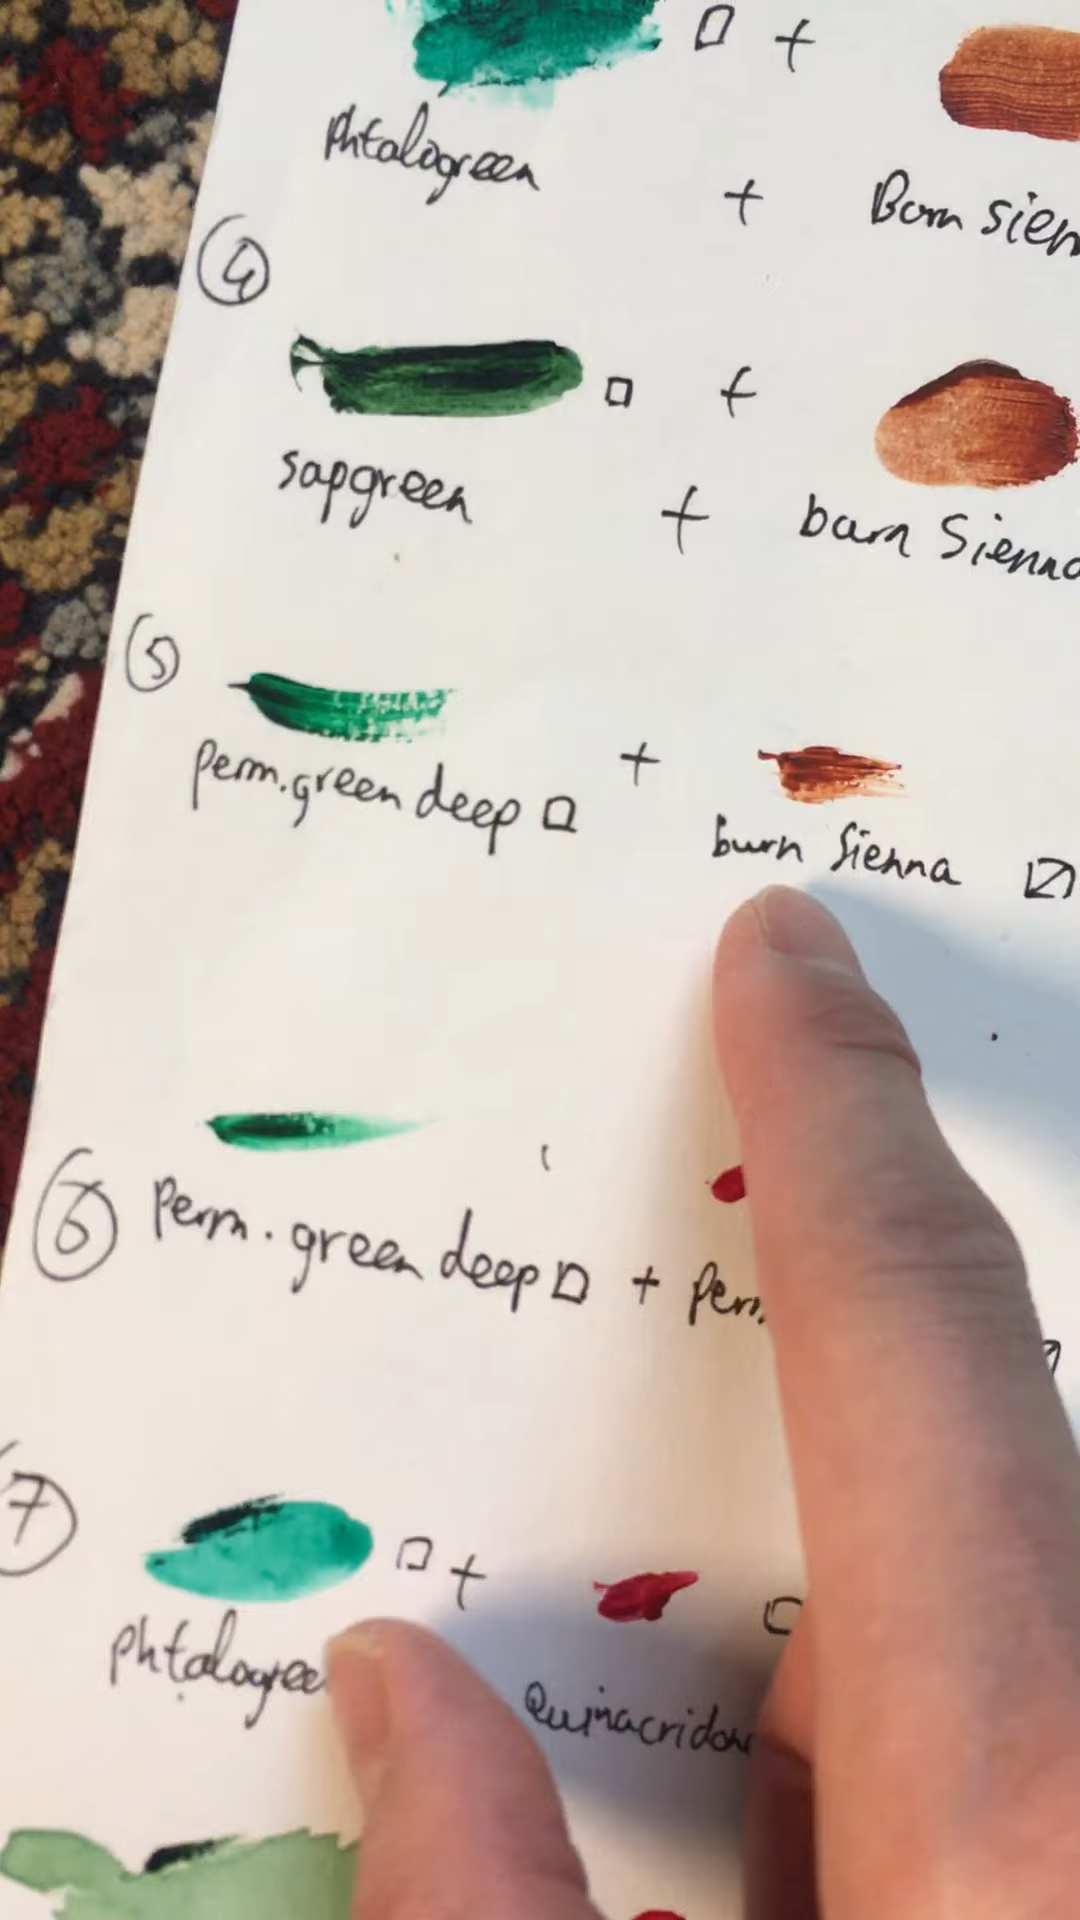 +
Phtalogreen + Born sien
4
+
sapgreen + burn Sienna
5
+
perm.green deep burn Sienna
6 Perm. green deep + Perm
7
+
phtalogree Quinacridon